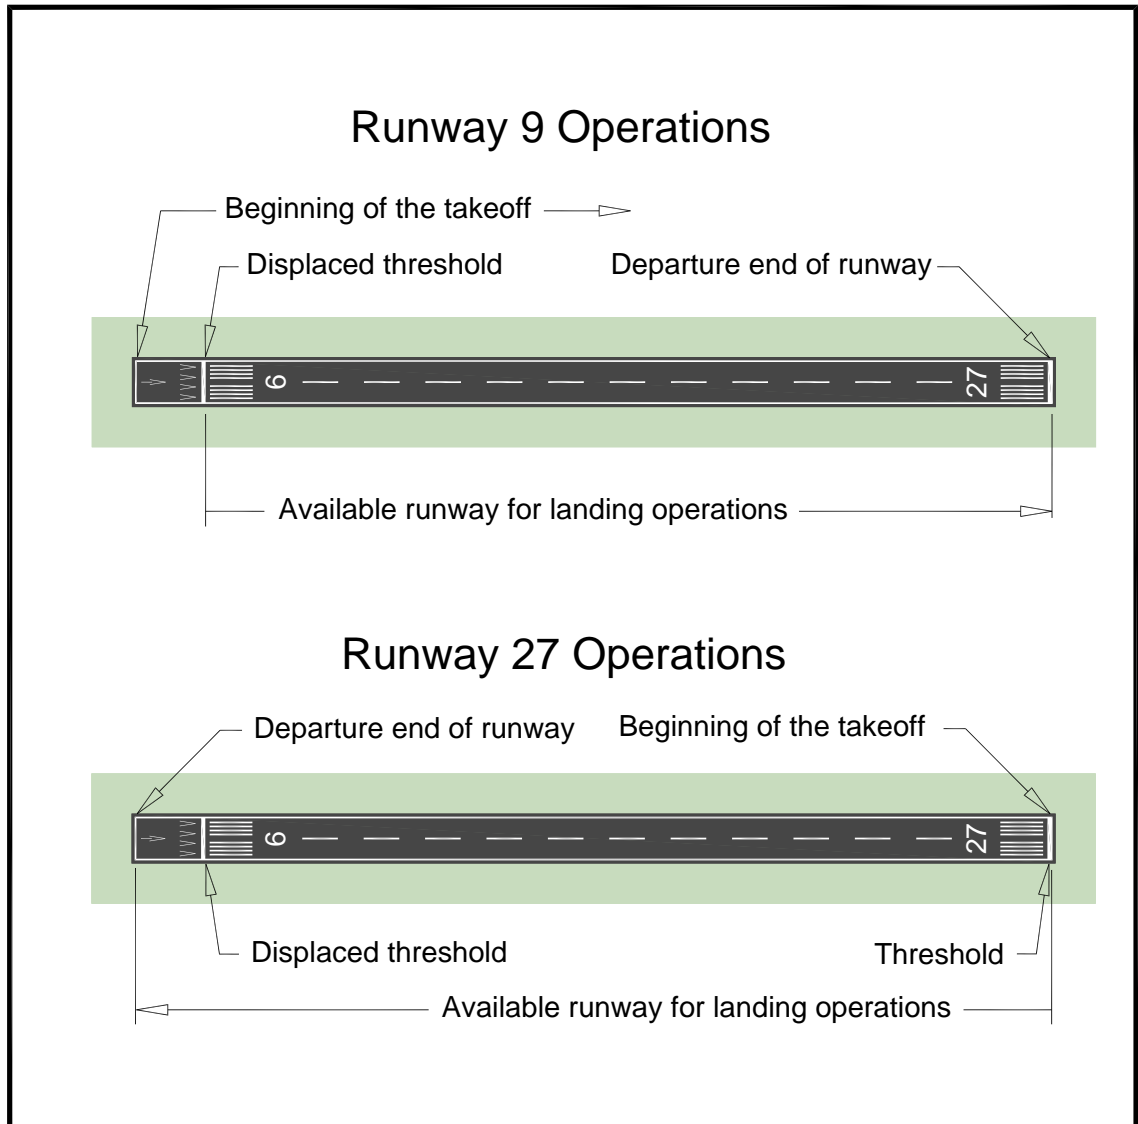 Runway 9 Operations
Beginning of the takeoff
Displaced threshold
Departure end of runway
9
27
Available runway for landing operations
Runway 27 Operations
Departure end of runway
Beginning of the takeoff
9
27
Displaced threshold
Threshold
Available runway for landing operations